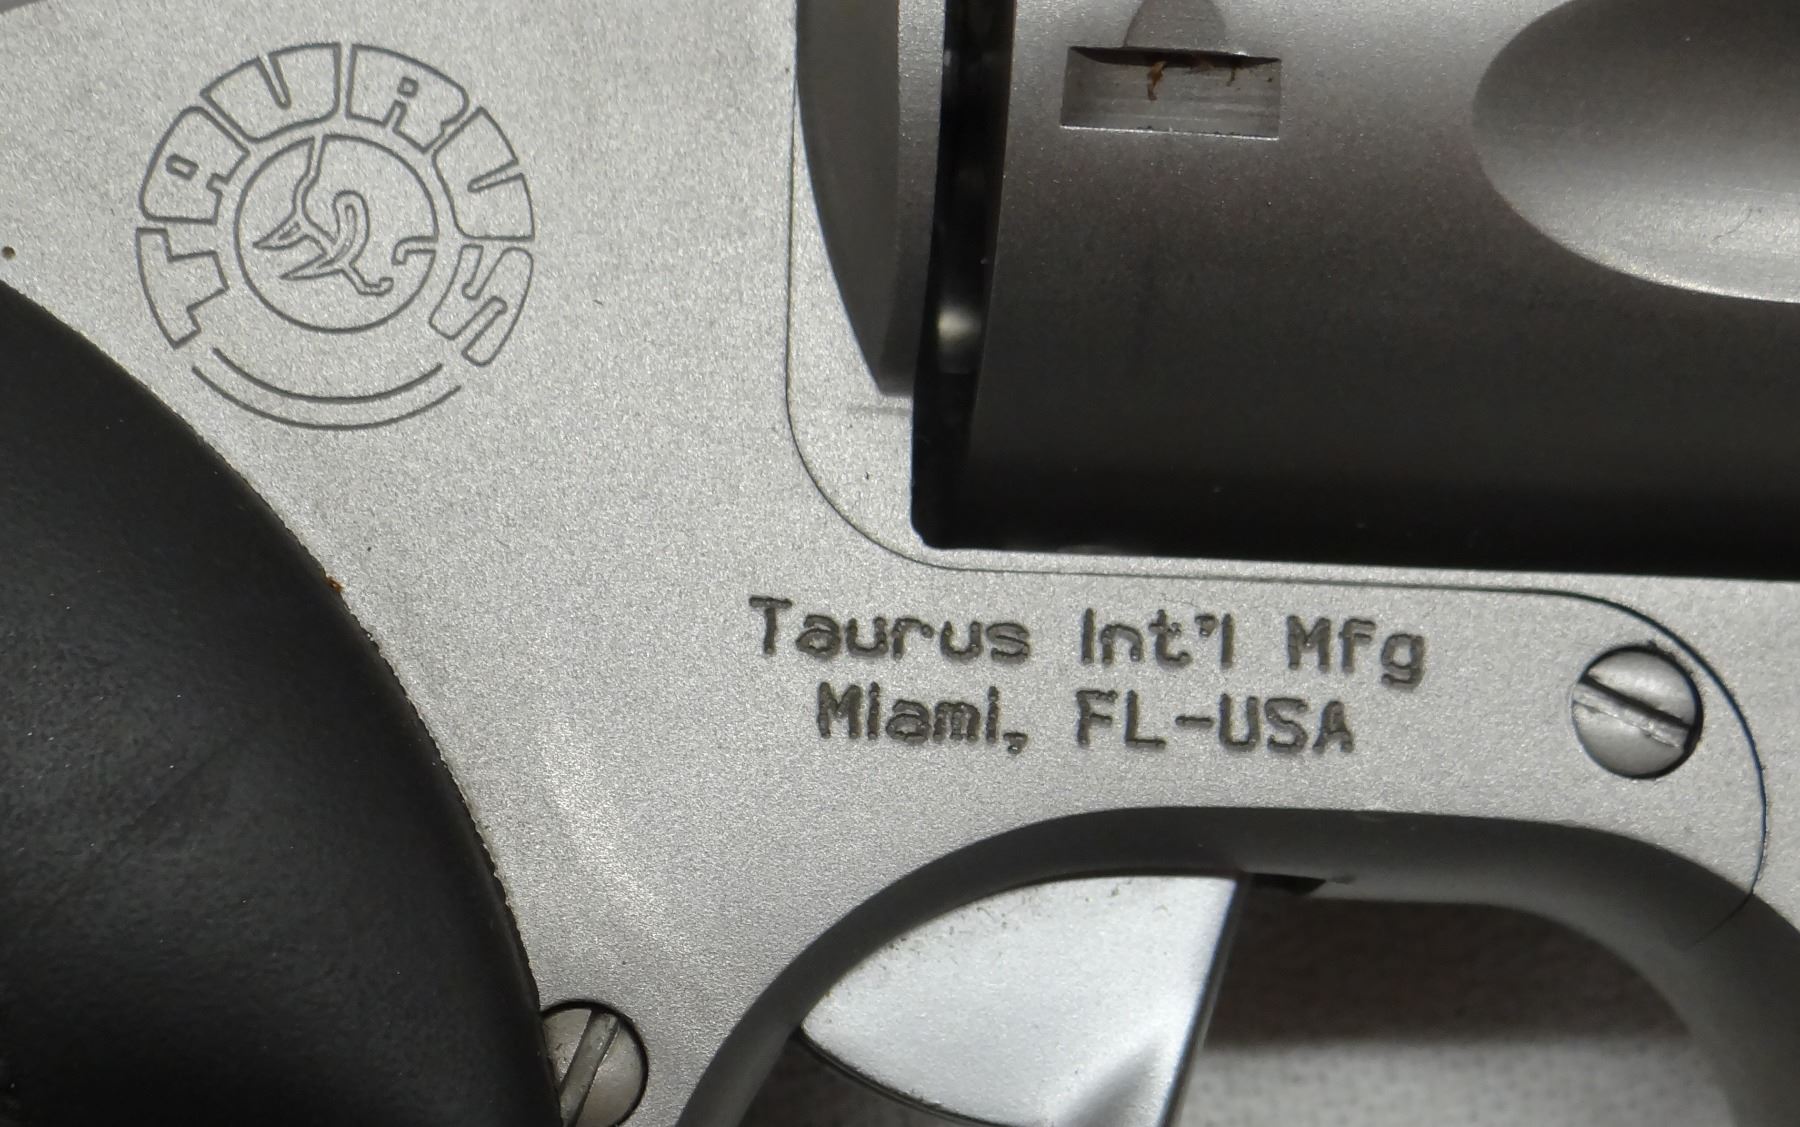 TAURUS
Taurus Int'l Mfg
Miami, FL-USA